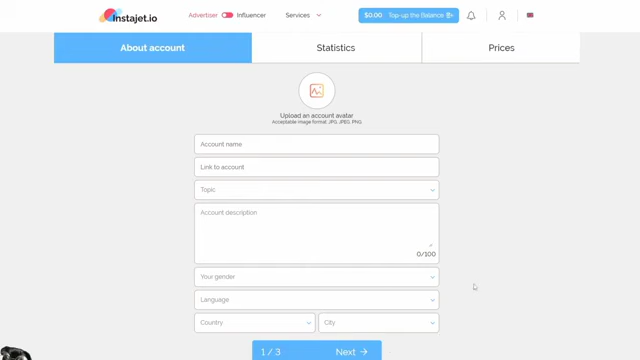 Instajet.io
Advertiser Influencer Services $0.00 Top-up the Balance
About account Statistics Prices
Upload an account avatar
Acceptable image format: JPG, JPEG, PNG.
Account name
Link to account
Topic
Account description
0/100
Your gender
Language
Country City
1 / 3 Next